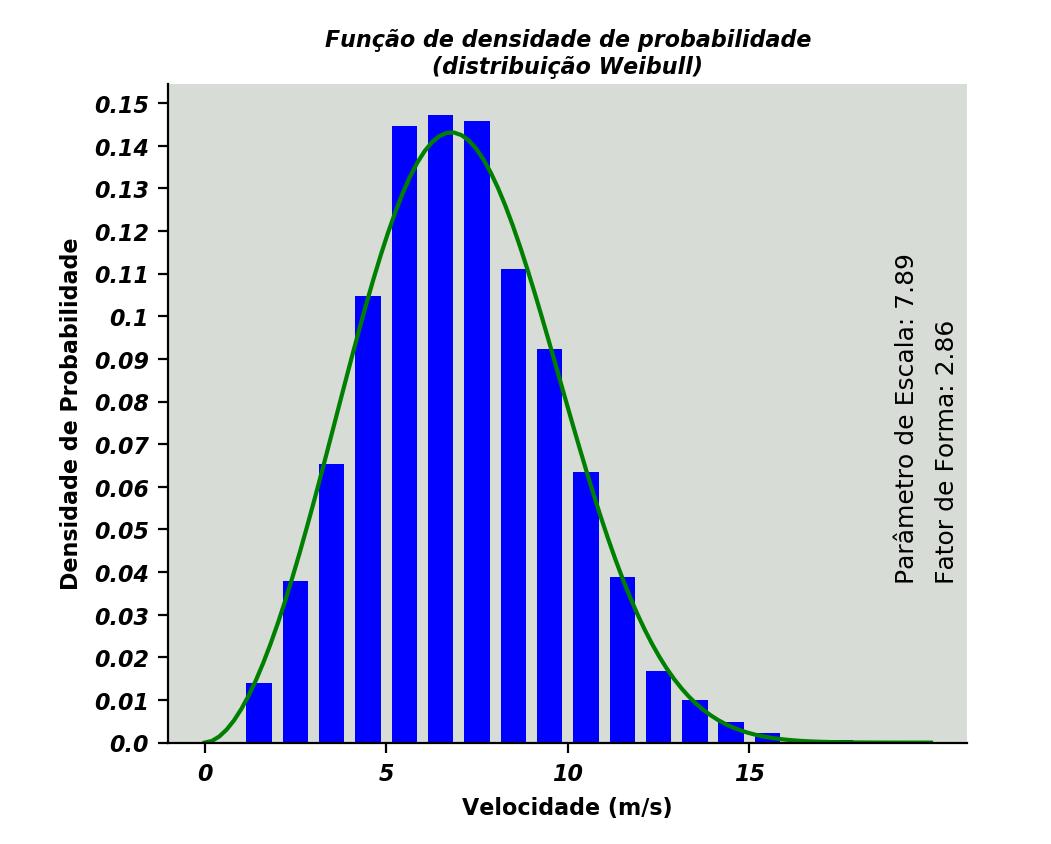 Função de densidade de probabilidade
(distribuição Weibull)
Densidade de Probabilidade
0.15
0.14
0.13
0.12
0.11
0.1
0.09
0.08
0.07
0.06
0.05
0.04
0.03
0.02
0.01
0.0
0 5 10 15
Velocidade (m/s)
Parâmetro de Escala: 7.89
Fator de Forma: 2.86